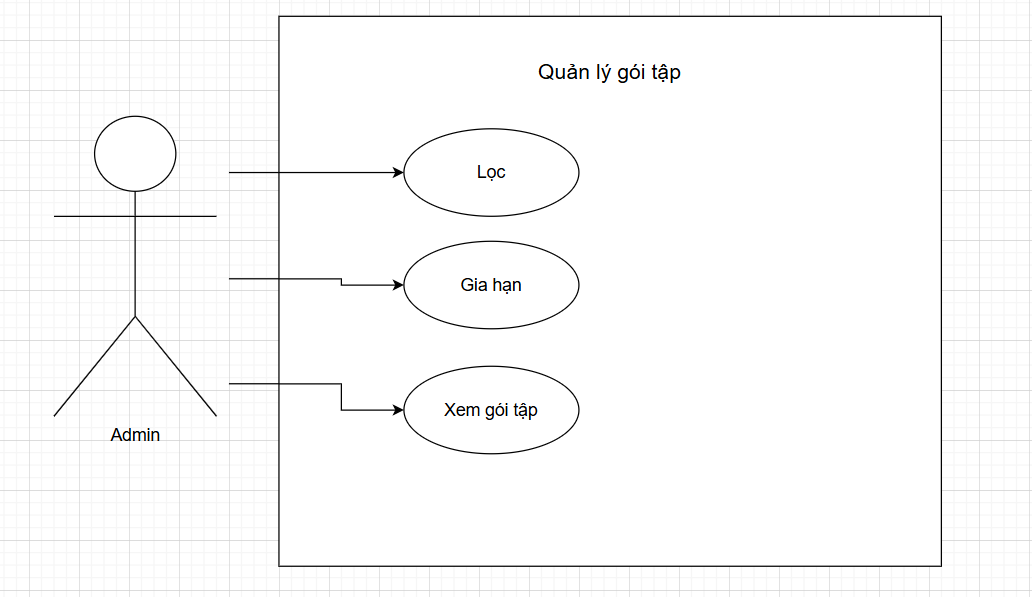 Quản lý gói tập
Lọc
Gia hạn
Xem gói tập
Admin